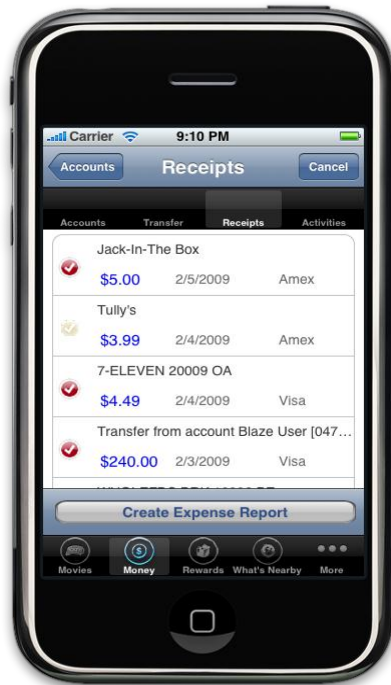 Carrier 9:10 PM
Accounts Receipts Cancel
Accounts Transfer Receipts Activities
Jack-In-The Box
$5.00 2/5/2009 Amex
Tully's
$3.99 2/4/2009 Amex
7-ELEVEN 20009 OA
$4.49 2/4/2009 Visa
Transfer from account Blaze User [047...
$240.00 2/3/2009 Visa
Create Expense Report
Movies Money Rewards What's Nearby More